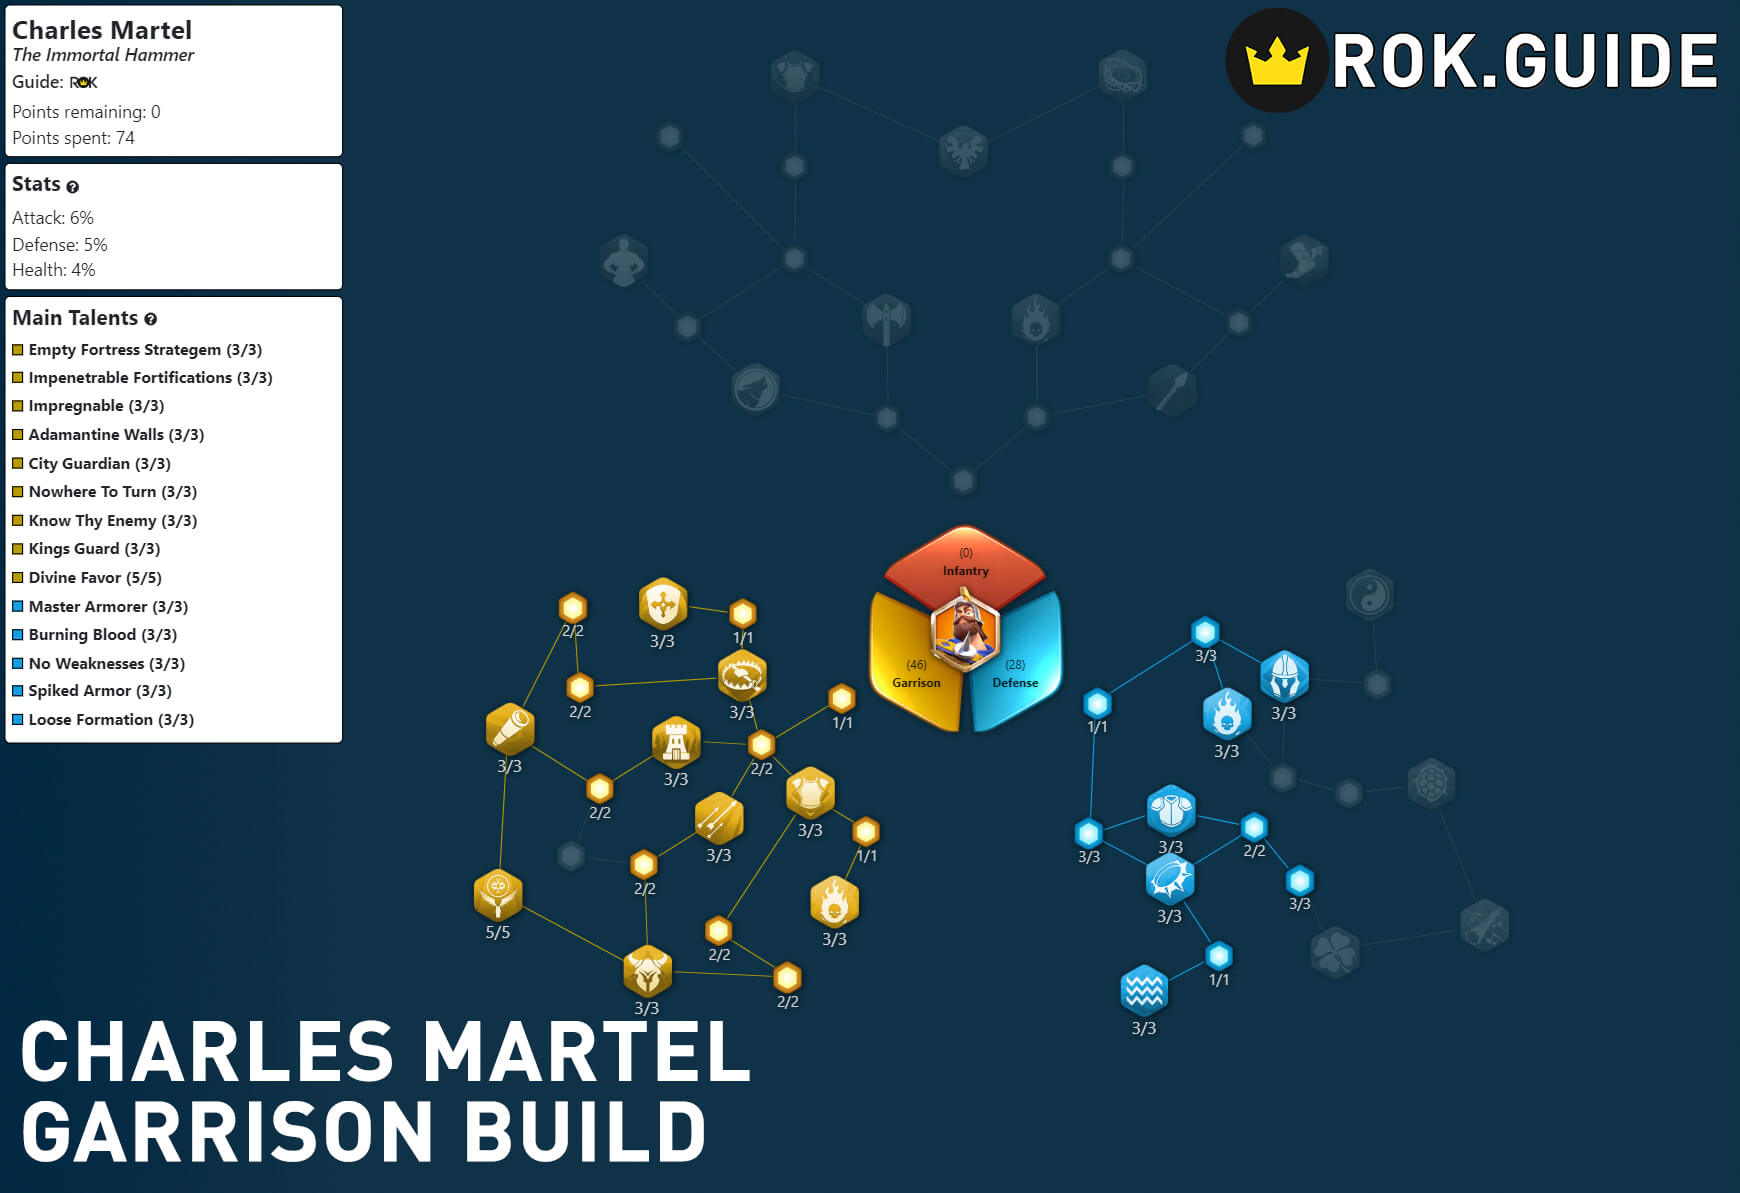 Charles Martel
The Immortal Hammer
Guide: ROK
Points remaining: 0
Points spent: 74
Stats ?
Attack: 6%
Defense: 5%
Health: 4%
Main Talents ?
Empty Fortress Strategem (3/3)
Impenetrable Fortifications (3/3)
Impregnable (3/3)
Adamantine Walls (3/3)
City Guardian (3/3)
Nowhere To Turn (3/3)
Know Thy Enemy (3/3)
Kings Guard (3/3)
Divine Favor (5/5)
Master Armorer (3/3)
Burning Blood (3/3)
No Weaknesses (3/3)
Spiked Armor (3/3)
Loose Formation (3/3)
ROK.GUIDE
(0)
Infantry
(46)
Garrison
(28)
Defense
2/2
3/3
1/1
2/2
3/3
1/1
3/3
3/3
2/2
2/2
3/3
3/3
1/1
2/2
5/5
3/3
2/2
3/3
2/2
3/3
1/1
3/3
3/3
3/3
3/3
2/2
3/3
3/3
1/1
3/3
CHARLES MARTEL
GARRISON BUILD